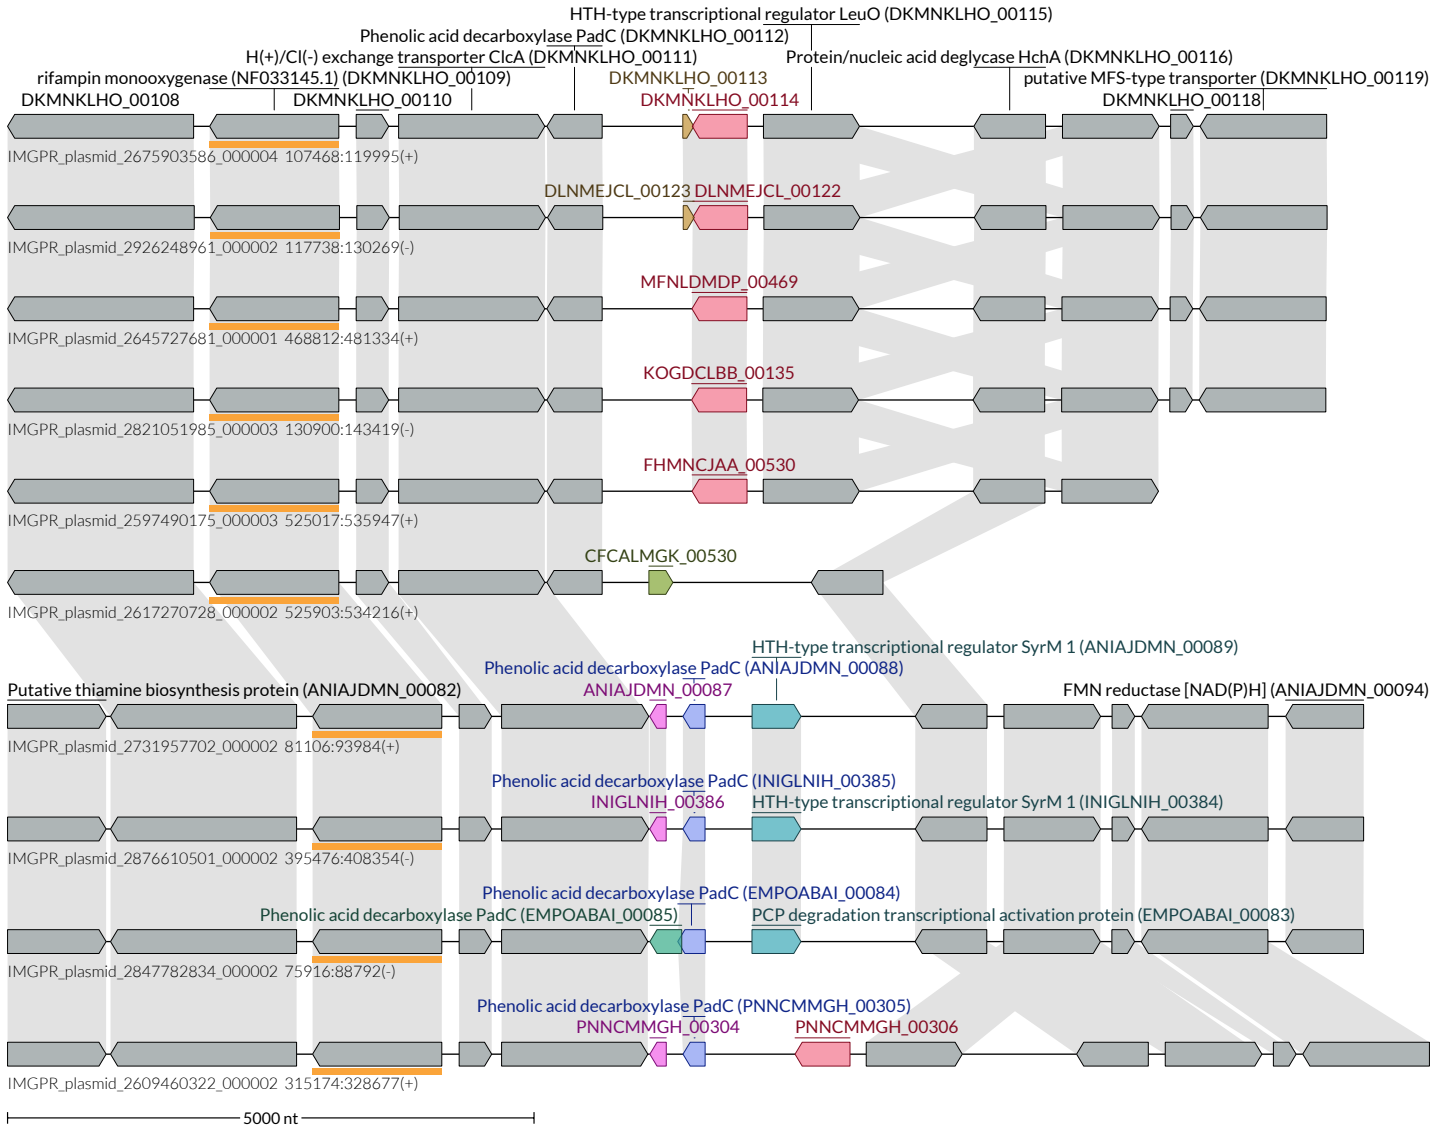 HTH-type transcriptional regulator LeuO (DKMNKLHO_00115)
Phenolic acid decarboxylase PadC (DKMNKLHO_00112)
H(+)/Cl(-) exchange transporter ClcA (DKMNKLHO_00111)
Protein/nucleic acid deglycase HchA (DKMNKLHO_00116)
rifampin monooxygenase (NF033145.1) (DKMNKLHO_00109)
DKMNKLHO_00113
putative MFS-type transporter (DKMNKLHO_00119)
DKMNKLHO_00108
DKMNKLHO_00110
DKMNKLHO_00114
DKMNKLHO_00118
IMGPR_plasmid_2675903586_000004 107468:119995(+)
DLNMEJCL_00123
DLNMEJCL_00122
IMGPR_plasmid_2926248961_000002 117738:130269(-)
MFNLDMDP_00469
IMGPR_plasmid_2645727681_000001 468812:481334(+)
KOGDCLBB_00135
IMGPR_plasmid_2821051985_000003 130900:143419(-)
FHMNCJAA_00530
IMGPR_plasmid_2597490175_000003 525017:535947(+)
CFCALMGK_00530
IMGPR_plasmid_2617270728_000002 525903:534216(+)
HTH-type transcriptional regulator SyrM 1 (ANIAJDMN_00089)
Phenolic acid decarboxylase PadC (ANIAJDMN_00088)
Putative thiamine biosynthesis protein (ANIAJDMN_00082)
ANIAJDMN_00087
FMN reductase [NAD(P)H] (ANIAJDMN_00094)
IMGPR_plasmid_2731957702_000002 81106:93984(+)
Phenolic acid decarboxylase PadC (INIGLNIH_00385)
INIGLNIH_00386
HTH-type transcriptional regulator SyrM 1 (INIGLNIH_00384)
IMGPR_plasmid_2876610501_000002 395476:408354(-)
Phenolic acid decarboxylase PadC (EMPOABAI_00084)
Phenolic acid decarboxylase PadC (EMPOABAI_00085)
PCP degradation transcriptional activation protein (EMPOABAI_00083)
IMGPR_plasmid_2847782834_000002 75916:88792(-)
Phenolic acid decarboxylase PadC (PNNCMMGH_00305)
PNNCMMGH_00304
PNNCMMGH_00306
IMGPR_plasmid_2609460322_000002 315174:328677(+)
5000 nt